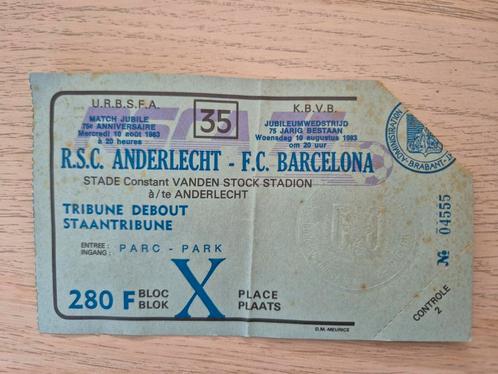 U.R.B.S.F.A.
MATCH JUBILE
75e ANNIVERSAIRE
Mercredi 10 août 1983
à 20 heures
35
K.B.V.B.
JUBILEUMWEDSTRIJD
75 JARIG BESTAAN
Woensdag 10 augustus 1983
om 20 uur
R.S.C. ANDERLECHT - F.C. BARCELONA
STADE Constant VANDEN STOCK STADION
à/te ANDERLECHT
TRIBUNE DEBOUT
STAANTRIBUNE
ENTREE :
INGANG :
PARC - PARK
280 F
BLOC
BLOK
X
PLACE
PLAATS
D.M.-MEURICE
BRABANT
№ 04555
CONTROLE
2